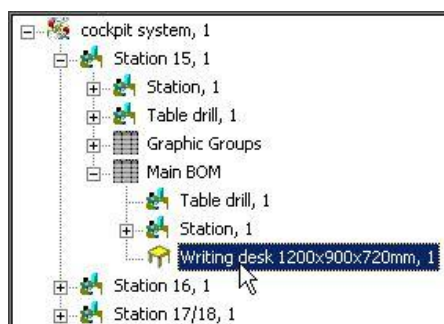 cockpit system, 1
Station 15, 1
Station, 1
Table drill, 1
Graphic Groups
Main BOM
Table drill, 1
Station, 1
Writing desk 1200x900x720mm, 1
Station 16, 1
Station 17/18, 1